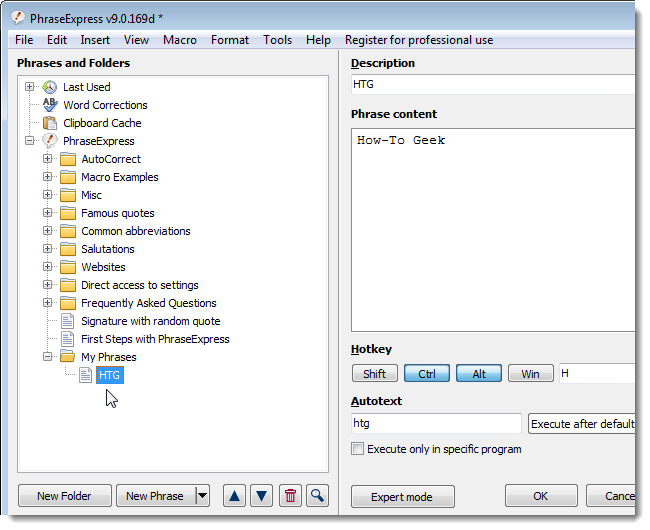 PhraseExpress v9.0.169d *
File Edit Insert View Macro Format Tools Help Register for professional use
Phrases and Folders
Last Used
Word Corrections
Clipboard Cache
PhraseExpress
AutoCorrect
Macro Examples
Misc
Famous quotes
Common abbreviations
Salutations
Websites
Direct access to settings
Frequently Asked Questions
Signature with random quote
First Steps with PhraseExpress
My Phrases
HTG
New Folder New Phrase
Description
HTG
Phrase content
How-To Geek
Hotkey
Shift Ctrl Alt Win H
Autotext
htg Execute after default
Execute only in specific program
Expert mode OK Cance